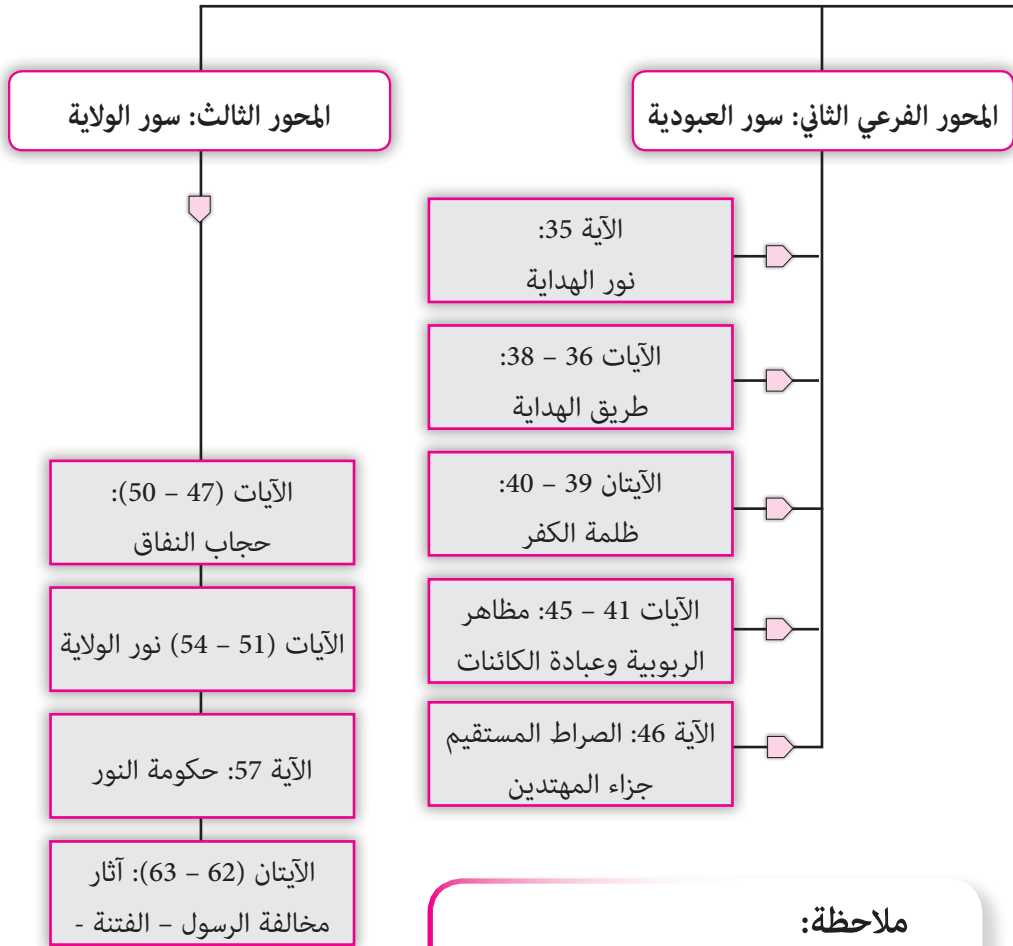 المحور الفرعي الثاني: سور العبودية
الآية 35:
نور الهداية
الآيات 36 – 38:
طريق الهداية
الآيتان 39 – 40:
ظلمة الكفر
الآيات 41 – 45: مظاهر
الربوبية وعبادة الكائنات
الآية 46: الصراط المستقيم
جزاء المهتدين
المحور الثالث: سور الولاية
الآيات (47 – 50):
حجاب النفاق
الآيات (51 – 54) نور الولاية
الآية 57: حكومة النور
الآيتان (62 – 63): آثار
مخالفة الرسول – الفتنة -
ملاحظة: